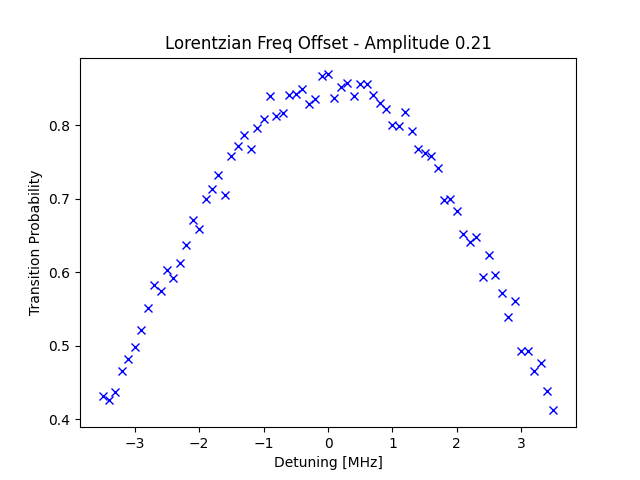 Lorentzian Freq Offset - Amplitude 0.21
0.8
0.7
0.6
0.5
0.4
Transition Probability
−3 −2 −1 0 1 2 3
Detuning [MHz]